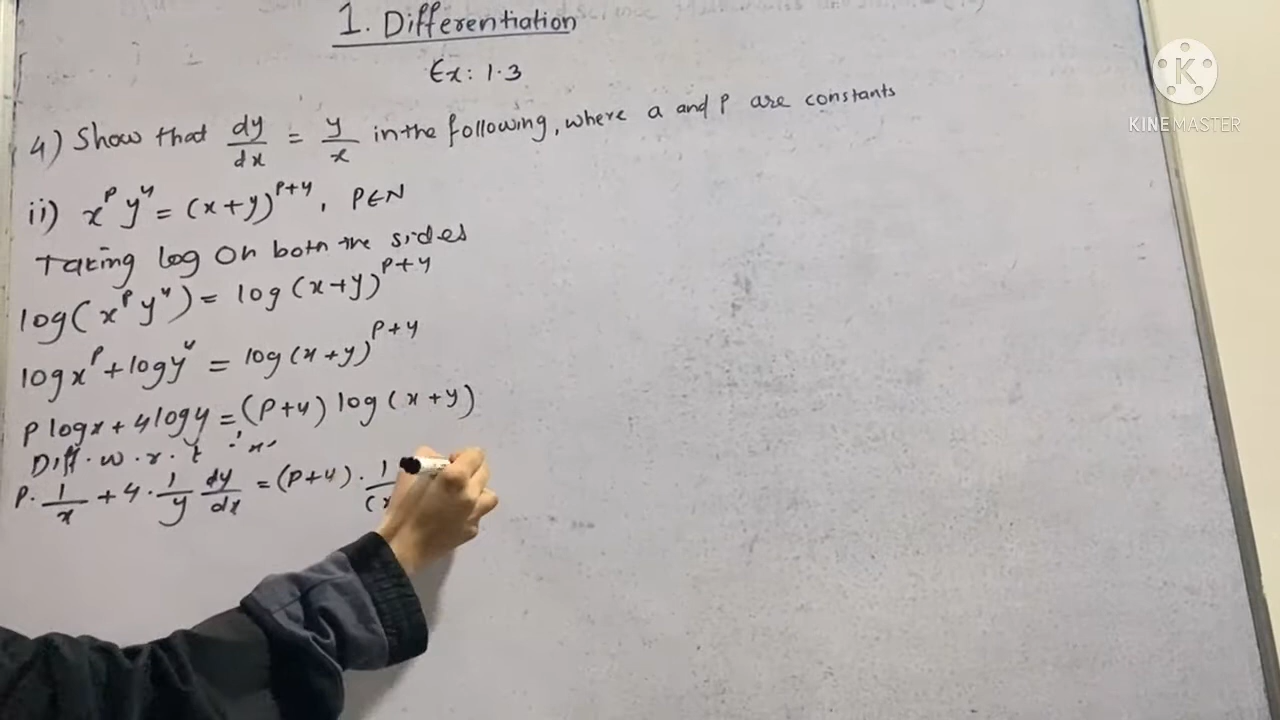 1. Differentiation
Ex: 1.3
4) Show that dy/dx = y/x in the following, where a and P are constants
ii) x^P y^4 = (x+y)^P+4, P∈N
Taking log on both the sides
log(x^P y^4) = log(x+y)^P+4
log x^P + log y^4 = log(x+y)^P+4
P log x + 4 log y = (P+4) log(x+y)
Diff. w.r.t. 'x'
P. 1/x + 4. 1/y dy/dx = (P+4). 1/(x
KINEMASTER